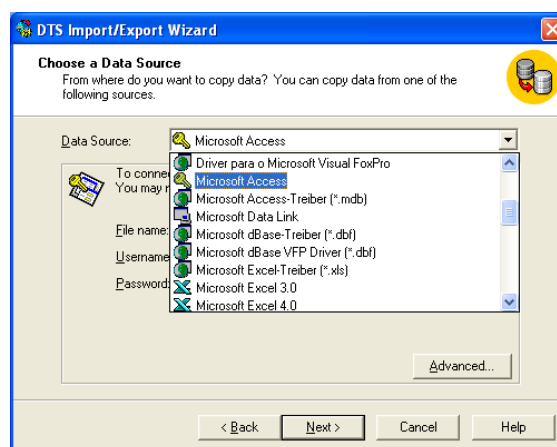 DTS Import/Export Wizard
Choose a Data Source
From where do you want to copy data? You can copy data from one of the
following sources.
Data Source:
Microsoft Access
Driver para o Microsoft Visual FoxPro
Microsoft Access
Microsoft Access-Treiber (*.mdb)
Microsoft Data Link
Microsoft dBase-Treiber (*.dbf)
Microsoft dBase VFP Driver (*.dbf)
Microsoft Excel-Treiber (*.xls)
Microsoft Excel 3.0
Microsoft Excel 4.0
To
You may
File name:
Username
Password:
Advanced...
< Back
Next >
Cancel
Help